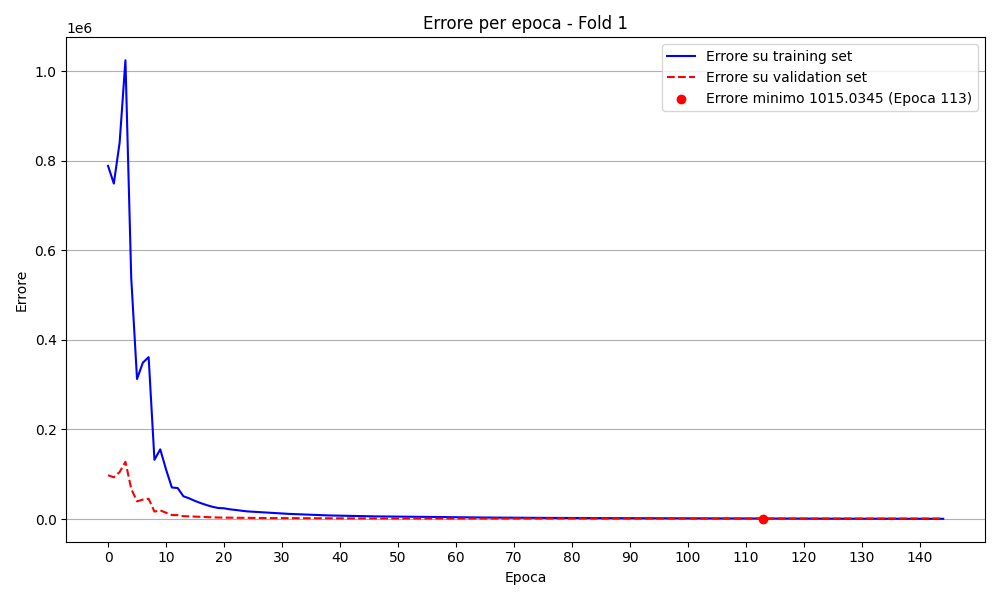 Errore per epoca - Fold 1
1e6
Errore su training set
Errore su validation set
Errore minimo 1015.0345 (Epoca 113)
1.0
0.8
0.6
0.4
0.2
0.0
Errore
0 10 20 30 40 50 60 70 80 90 100 110 120 130 140
Epoca